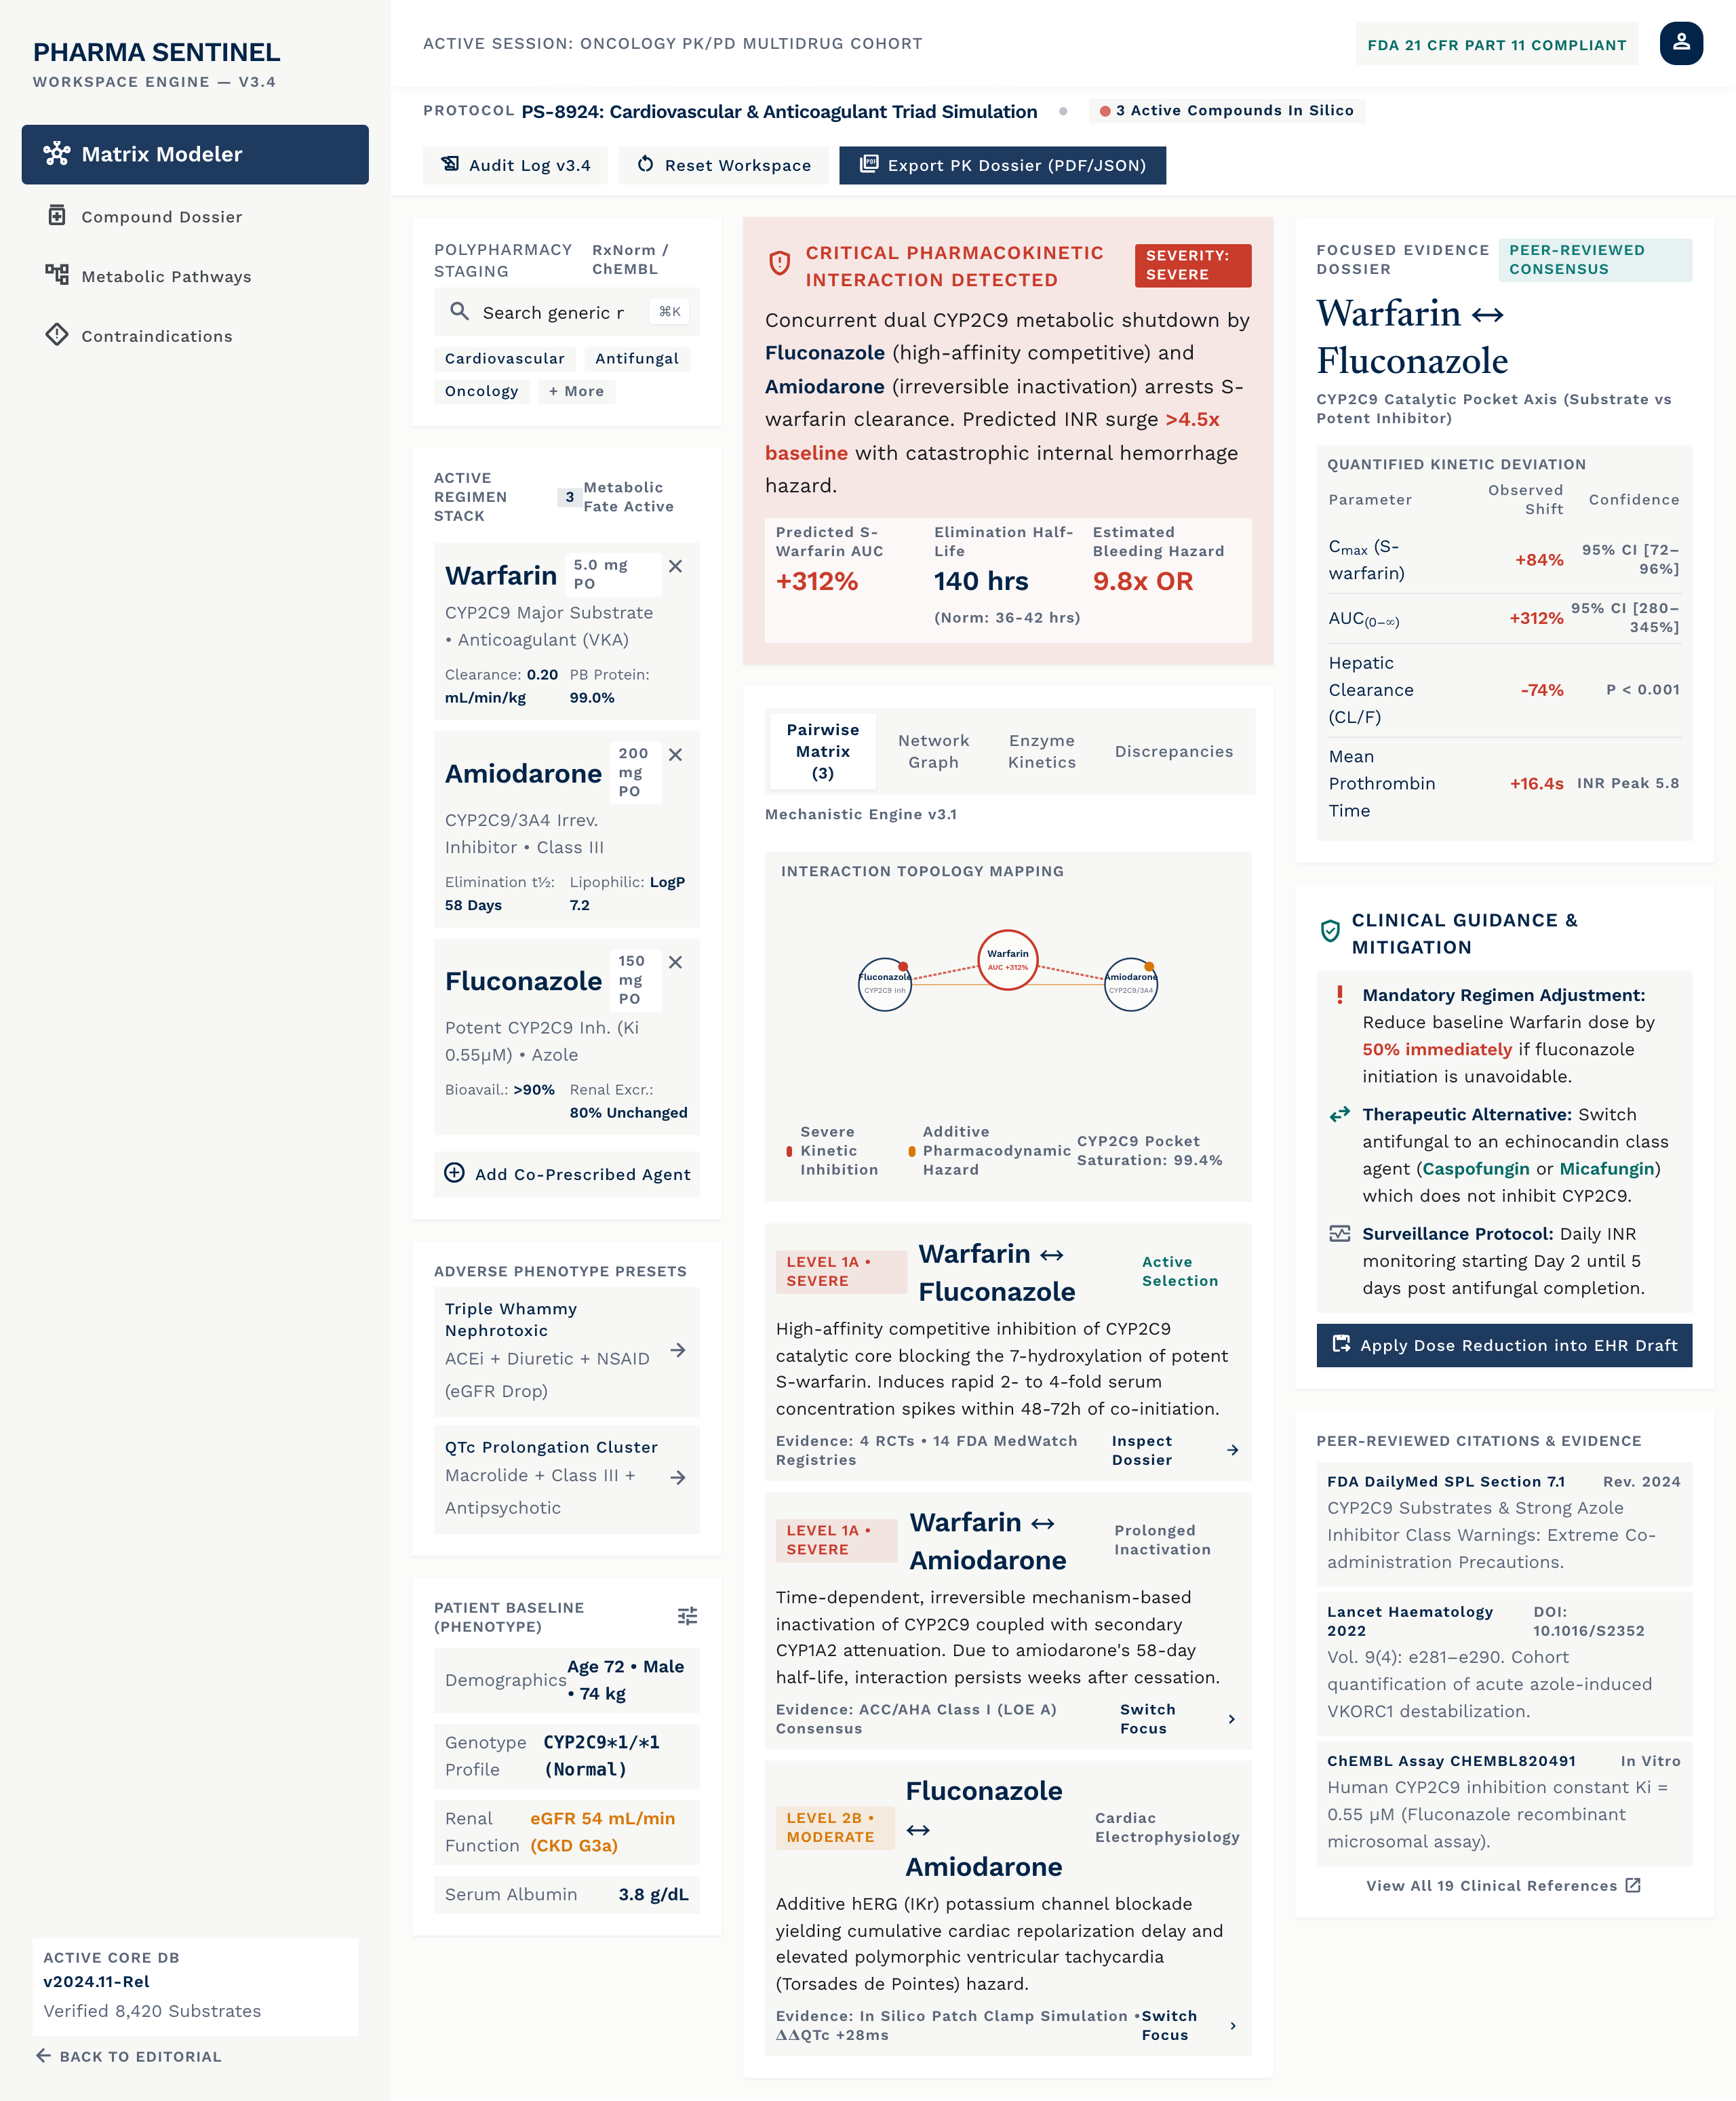 PHARMA SENTINEL
WORKSPACE ENGINE — V3.4
Matrix Modeler
Compound Dossier
Metabolic Pathways
Contraindications
ACTIVE CORE DB
v2024.11-Rel
Verified 8,420 Substrates
BACK TO EDITORIAL
ACTIVE SESSION: ONCOLOGY PK/PD MULTIDRUG COHORT
FDA 21 CFR PART 11 COMPLIANT
PROTOCOL PS-8924: Cardiovascular & Anticoagulant Triad Simulation
3 Active Compounds In Silico
Audit Log v3.4
Reset Workspace
Export PK Dossier (PDF/JSON)
POLYPHARMACY
STAGING
RxNorm /
ChEMBL
Search generic r
⌘K
Cardiovascular
Antifungal
Oncology
+ More
ACTIVE
REGIMEN
STACK
3
Metabolic
Fate Active
Warfarin
5.0 mg
PO
CYP2C9 Major Substrate
• Anticoagulant (VKA)
Clearance: 0.20
mL/min/kg
PB Protein:
99.0%
Amiodarone
200
mg
PO
CYP2C9/3A4 Irrev.
Inhibitor • Class III
Elimination t½:
58 Days
Lipophilic: LogP
7.2
Fluconazole
150
mg
PO
Potent CYP2C9 Inh. (Ki
0.55μM) • Azole
Bioavail.: >90%
Renal Excr.:
80% Unchanged
Add Co-Prescribed Agent
ADVERSE PHENOTYPE PRESETS
Triple Whammy
Nephrotoxic
ACEi + Diuretic + NSAID
(eGFR Drop)
QTc Prolongation Cluster
Macrolide + Class III +
Antipsychotic
PATIENT BASELINE
(PHENOTYPE)
Demographics
Age 72 • Male
• 74 kg
Genotype
Profile
CYP2C9*1/*1
(Normal)
Renal
Function
eGFR 54 mL/min
(CKD G3a)
Serum Albumin
3.8 g/dL
CRITICAL PHARMACOKINETIC
INTERACTION DETECTED
SEVERITY:
SEVERE
Concurrent dual CYP2C9 metabolic shutdown by
Fluconazole (high-affinity competitive) and
Amiodarone (irreversible inactivation) arrests S-
warfarin clearance. Predicted INR surge >4.5x
baseline with catastrophic internal hemorrhage
hazard.
Predicted S-
Warfarin AUC
+312%
Elimination Half-
Life
140 hrs
(Norm: 36-42 hrs)
Estimated
Bleeding Hazard
9.8x OR
Pairwise
Matrix
(3)
Network
Graph
Enzyme
Kinetics
Discrepancies
Mechanistic Engine v3.1
INTERACTION TOPOLOGY MAPPING
Warfarin
AUC +312%
Fluconazole
CYP2C9 Inh
Amiodarone
CYP2C9/3A4
Severe
Kinetic
Inhibition
Additive
Pharmacodynamic
Hazard
CYP2C9 Pocket
Saturation: 99.4%
LEVEL 1A •
SEVERE
Warfarin ↔
Fluconazole
Active
Selection
High-affinity competitive inhibition of CYP2C9
catalytic core blocking the 7-hydroxylation of potent
S-warfarin. Induces rapid 2- to 4-fold serum
concentration spikes within 48-72h of co-initiation.
Evidence: 4 RCTs • 14 FDA MedWatch
Registries
Inspect
Dossier
LEVEL 1A •
SEVERE
Warfarin ↔
Amiodarone
Prolonged
Inactivation
Time-dependent, irreversible mechanism-based
inactivation of CYP2C9 coupled with secondary
CYP1A2 attenuation. Due to amiodarone's 58-day
half-life, interaction persists weeks after cessation.
Evidence: ACC/AHA Class I (LOE A)
Consensus
Switch
Focus
LEVEL 2B •
MODERATE
Fluconazole
↔
Amiodarone
Cardiac
Electrophysiology
Additive hERG (IKr) potassium channel blockade
yielding cumulative cardiac repolarization delay and
elevated polymorphic ventricular tachycardia
(Torsades de Pointes) hazard.
Evidence: In Silico Patch Clamp Simulation •
ΔΔQTc +28ms
Switch
Focus
FOCUSED EVIDENCE
DOSSIER
PEER-REVIEWED
CONSENSUS
Warfarin ↔
Fluconazole
CYP2C9 Catalytic Pocket Axis (Substrate vs
Potent Inhibitor)
QUANTIFIED KINETIC DEVIATION
Parameter
Observed
Shift
Confidence
Cmax (S-
warfarin)
+84%
95% CI [72–
96%]
AUC(0–∞)
+312%
95% CI [280–
345%]
Hepatic
Clearance
(CL/F)
-74%
P < 0.001
Mean
Prothrombin
Time
+16.4s
INR Peak 5.8
CLINICAL GUIDANCE &
MITIGATION
Mandatory Regimen Adjustment:
Reduce baseline Warfarin dose by
50% immediately if fluconazole
initiation is unavoidable.
Therapeutic Alternative: Switch
antifungal to an echinocandin class
agent (Caspofungin or Micafungin)
which does not inhibit CYP2C9.
Surveillance Protocol: Daily INR
monitoring starting Day 2 until 5
days post antifungal completion.
Apply Dose Reduction into EHR Draft
PEER-REVIEWED CITATIONS & EVIDENCE
FDA DailyMed SPL Section 7.1
Rev. 2024
CYP2C9 Substrates & Strong Azole
Inhibitor Class Warnings: Extreme Co-
administration Precautions.
Lancet Haematology
2022
DOI:
10.1016/S2352
Vol. 9(4): e281–e290. Cohort
quantification of acute azole-induced
VKORC1 destabilization.
ChEMBL Assay CHEMBL820491
In Vitro
Human CYP2C9 inhibition constant Ki =
0.55 μM (Fluconazole recombinant
microsomal assay).
View All 19 Clinical References